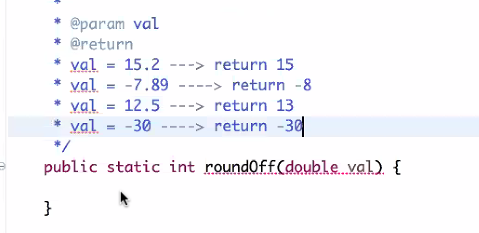 *
* @param val
* @return
* val = 15.2 ---> return 15
* val = -7.89 ----> return -8
* val = 12.5 ---> return 13
* val = -30 ----> return -30
*/
public static int roundOff(double val) {
}